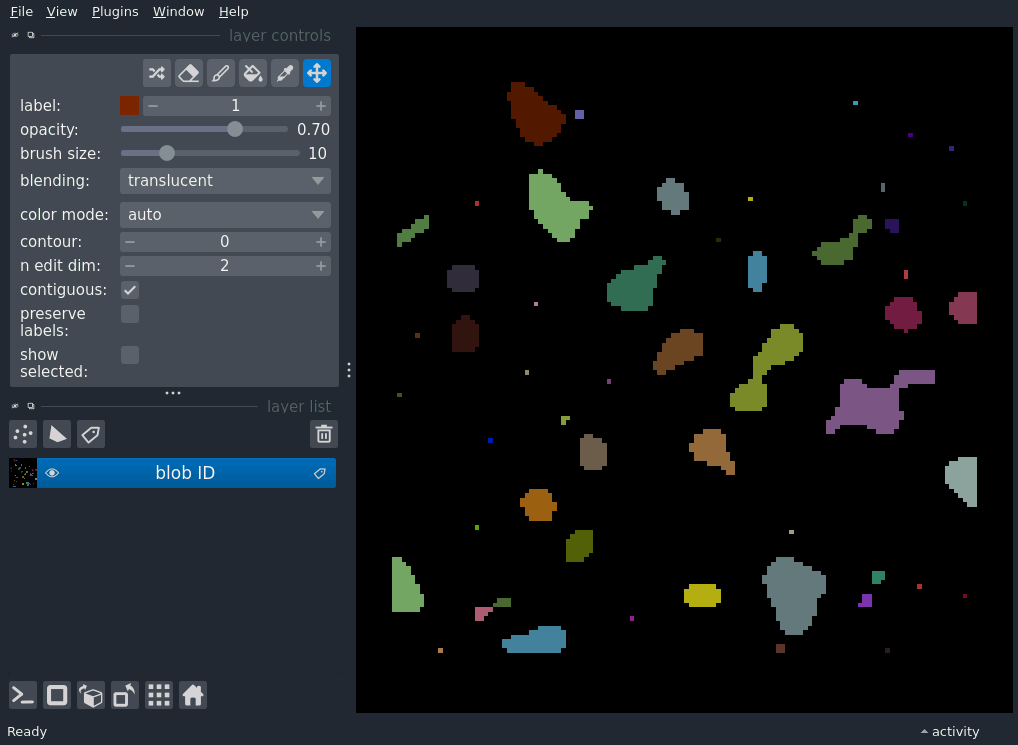 File View Plugins Window Help
layer controls
label: 1
opacity: 0.70
brush size: 10
blending: translucent
color mode: auto
contour: 0
n edit dim: 2
contiguous:
preserve
labels:
show
selected:
layer list
blob ID
Ready
activity